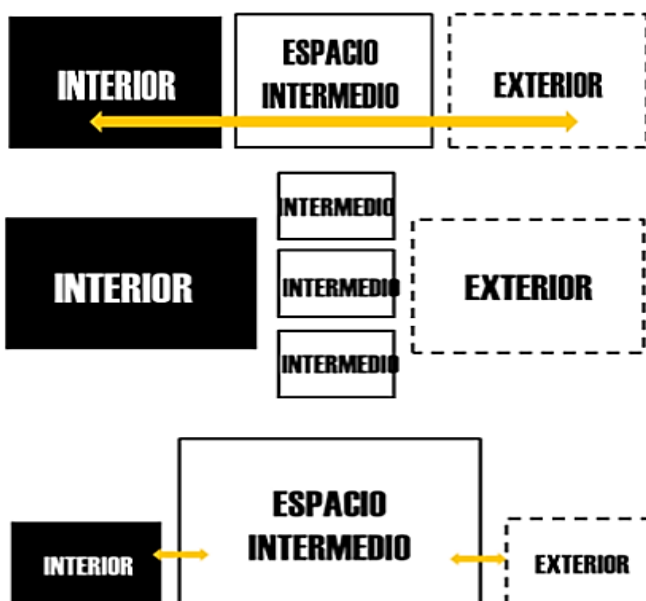 INTERIOR
ESPACIO
INTERMEDIO
EXTERIOR
INTERMEDIO
INTERIOR
INTERMEDIO
EXTERIOR
INTERMEDIO
ESPACIO
INTERMEDIO
INTERIOR
EXTERIOR